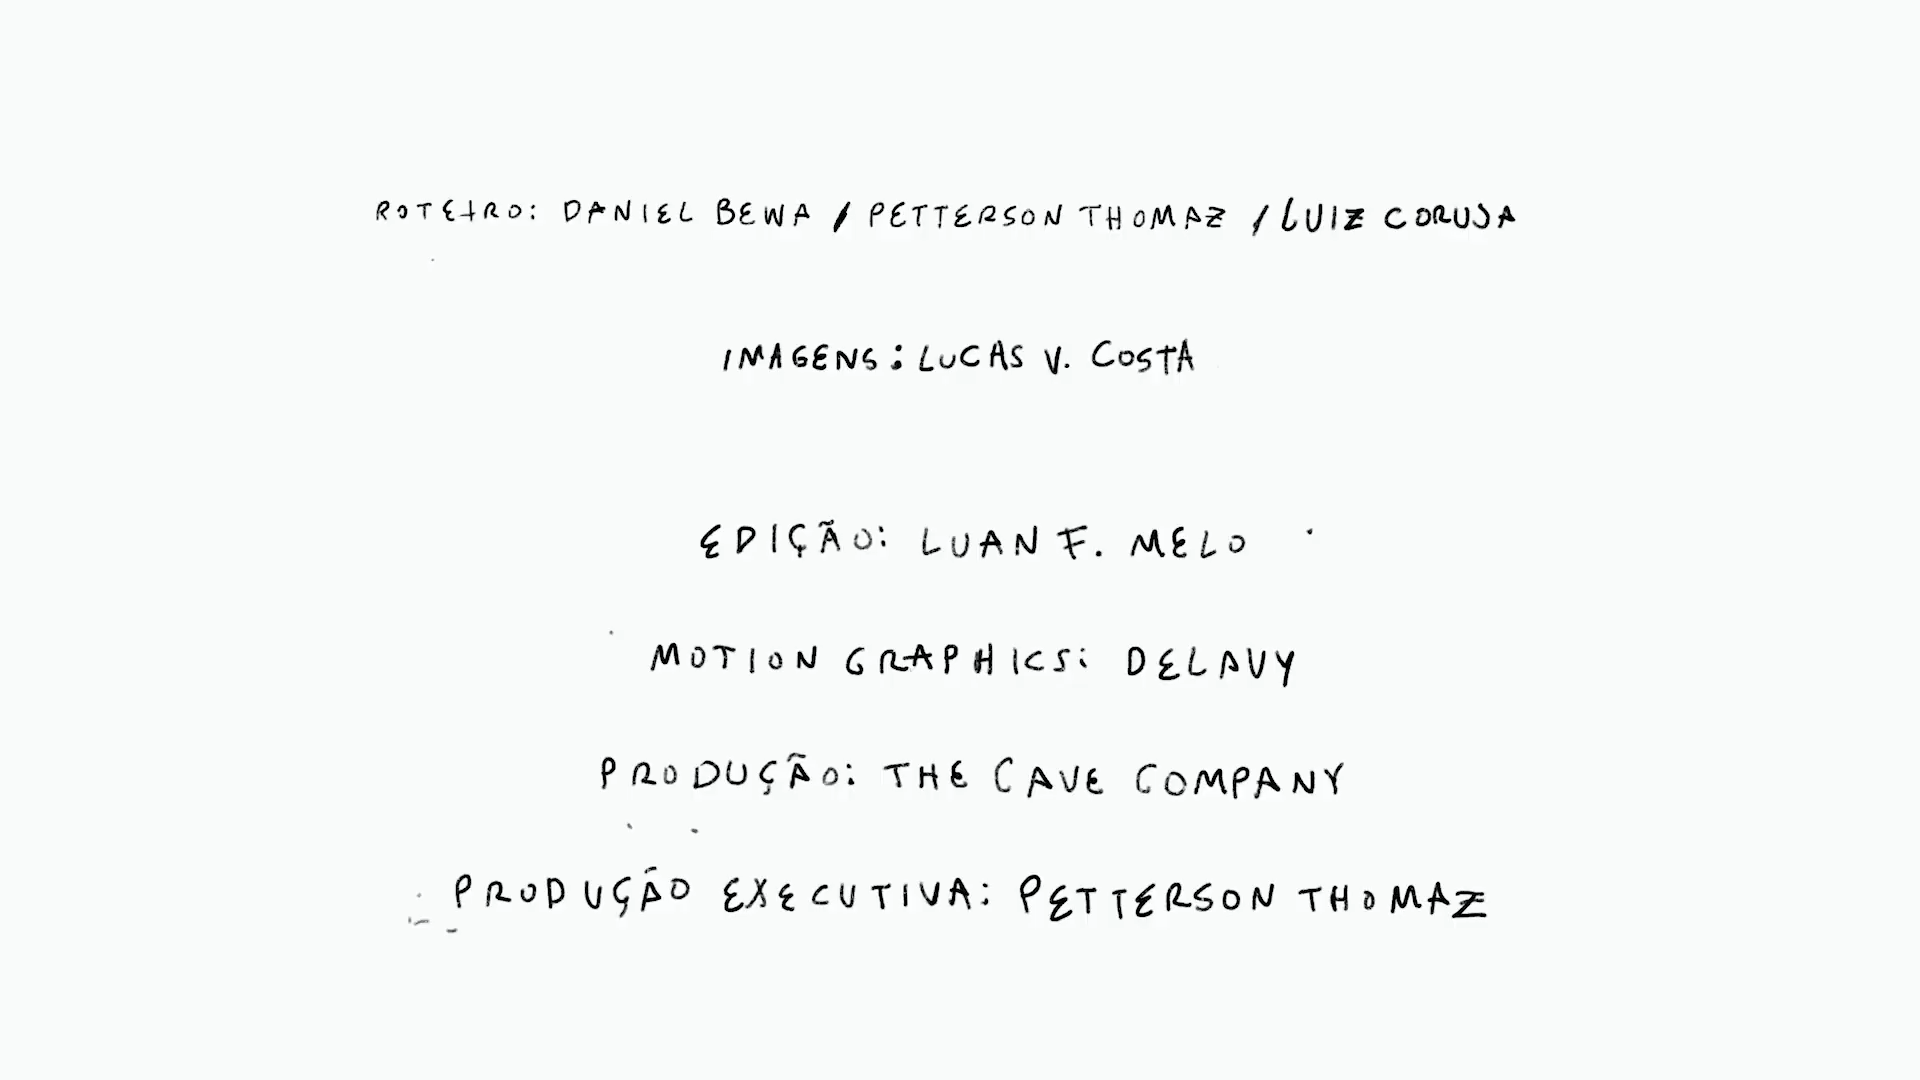 ROTEIRO: DANIEL BEWA / PETTERSON THOMAZ / LUIZ CORUJA
IMAGENS: LUCAS V. COSTA
EDIÇÃO: LUAN F. MELO
MOTION GRAPHICS: DELAVY
PRODUÇÃO: THE CAVE COMPANY
PRODUÇÃO EXECUTIVA: PETTERSON THOMAZ